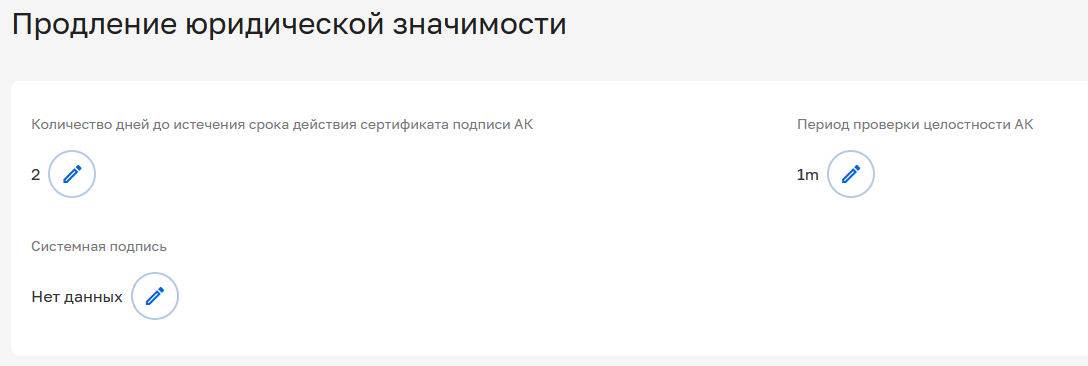 Продление юридической значимости
Количество дней до истечения срока действия сертификата подписи АК
Период проверки целостности АК
2
1m
Системная подпись
Нет данных